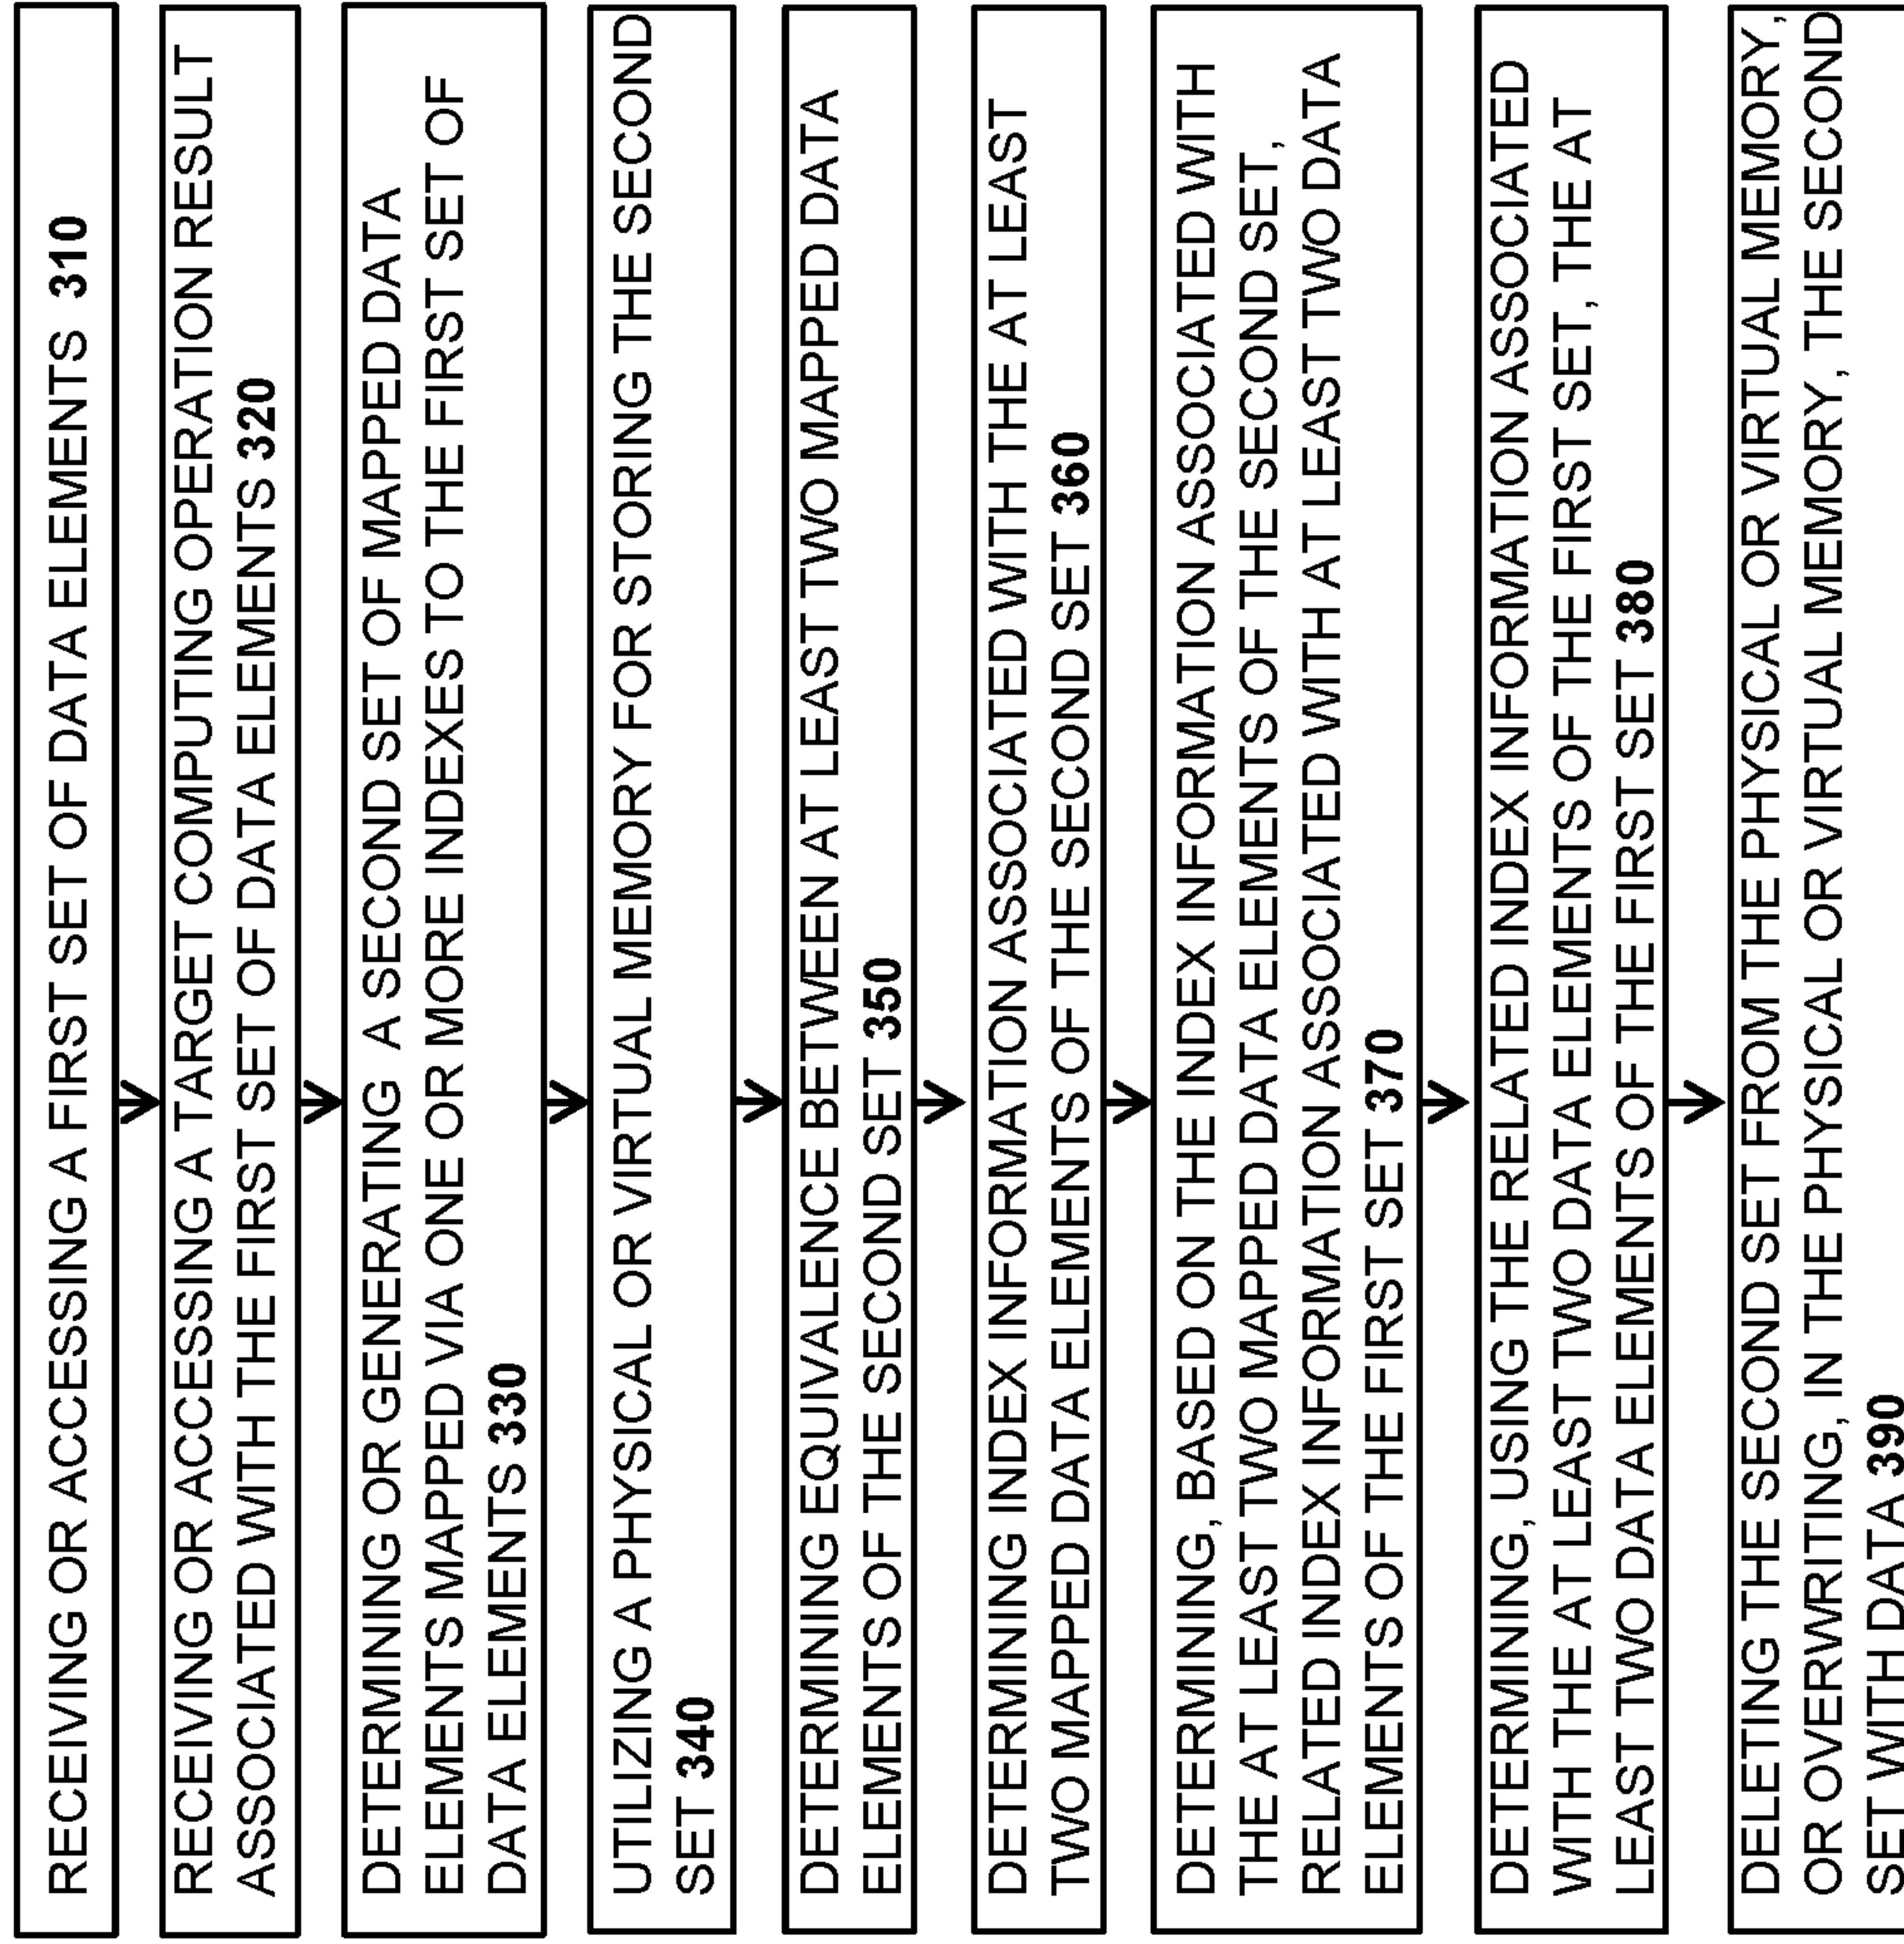 RECEIVING OR ACCESSING A FIRST SET OF DATA ELEMENTS 310
RECEIVING OR ACCESSING A TARGET COMPUTING OPERATION RESULT
ASSOCIATED WITH THE FIRST SET OF DATA ELEMENTS 320
DETERMINING OR GENERATING A SECOND SET OF MAPPED DATA
ELEMENTS MAPPED VIA ONE OR MORE INDEXES TO THE FIRST SET OF
DATA ELEMENTS 330
UTILIZING A PHYSICAL OR VIRTUAL MEMORY FOR STORING THE SECOND
SET 340
DETERMINING EQUIVALENCE BETWEEN AT LEAST TWO MAPPED DATA
ELEMENTS OF THE SECOND SET 350
DETERMINING INDEX INFORMATION ASSOCIATED WITH THE AT LEAST
TWO MAPPED DATA ELEMENTS OF THE SECOND SET 360
DETERMINING, BASED ON THE INDEX INFORMATION ASSOCIATED WITH
THE AT LEAST TWO MAPPED DATA ELEMENTS OF THE SECOND SET,
RELATED INDEX INFORMATION ASSOCIATED WITH AT LEAST TWO DATA
ELEMENTS OF THE FIRST SET 370
DETERMINING, USING THE RELATED INDEX INFORMATION ASSOCIATED
WITH THE AT LEAST TWO DATA ELEMENTS OF THE FIRST SET, THE AT
LEAST TWO DATA ELEMENTS OF THE FIRST SET 380
DELETING THE SECOND SET FROM THE PHYSICAL OR VIRTUAL MEMORY,
OR OVERWRITING, IN THE PHYSICAL OR VIRTUAL MEMORY, THE SECOND
SET WITH DATA 390